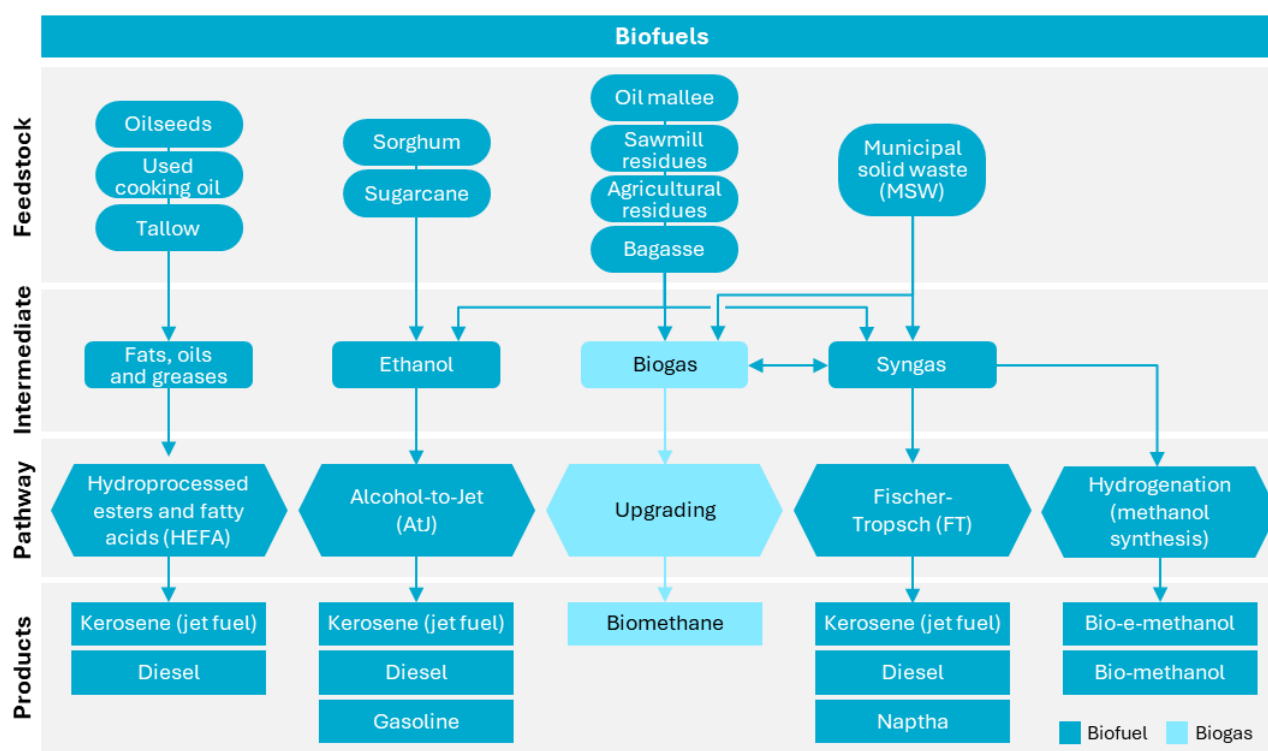 Biofuels
Feedstock
Oilseeds
Used
cooking oil
Tallow
Sorghum
Sugarcane
Oil mallee
Sawmill
residues
Agricultural
residues
Bagasse
Municipal
solid waste
(MSW)
Intermediate
Fats, oils
and greases
Ethanol
Biogas
Syngas
Pathway
Hydroprocessed
esters and fatty
acids (HEFA)
Alcohol-to-Jet
(AtJ)
Upgrading
Fischer-
Tropsch (FT)
Hydrogenation
(methanol
synthesis)
Products
Kerosene (jet fuel)
Diesel
Kerosene (jet fuel)
Diesel
Gasoline
Biomethane
Kerosene (jet fuel)
Diesel
Naptha
Bio-e-methanol
Bio-methanol
Biofuel
Biogas